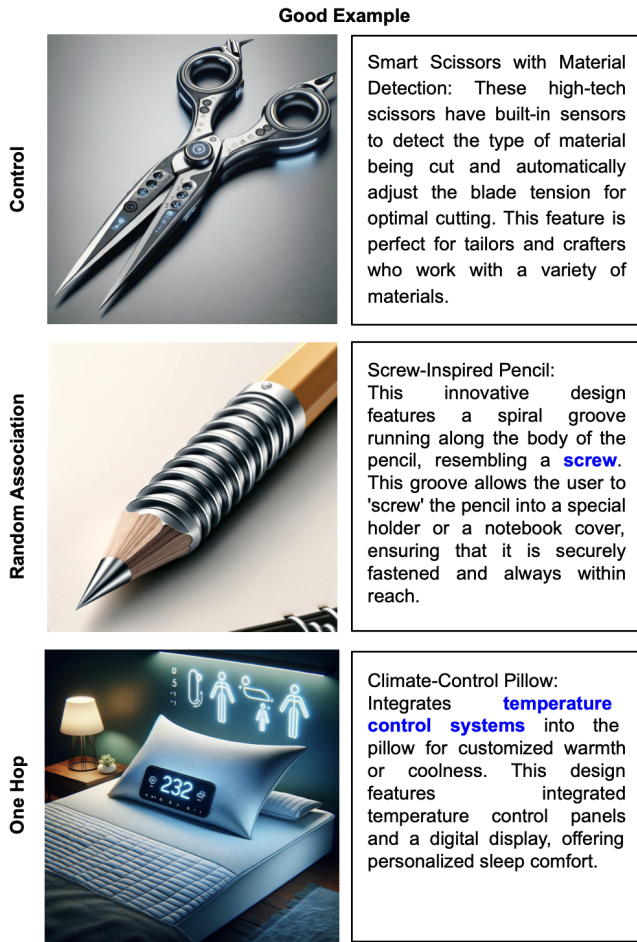 Good Example
Control
Smart Scissors with Material
Detection: These high-tech
scissors have built-in sensors
to detect the type of material
being cut and automatically
adjust the blade tension for
optimal cutting. This feature is
perfect for tailors and crafters
who work with a variety of
materials.
Random Association
Screw-Inspired Pencil:
This innovative design
features a spiral groove
running along the body of the
pencil, resembling a screw.
This groove allows the user to
'screw' the pencil into a special
holder or a notebook cover,
ensuring that it is securely
fastened and always within
reach.
One Hop
232
Climate-Control Pillow:
Integrates temperature
control systems into the
pillow for customized warmth
or coolness. This design
features integrated
temperature control panels
and a digital display, offering
personalized sleep comfort.